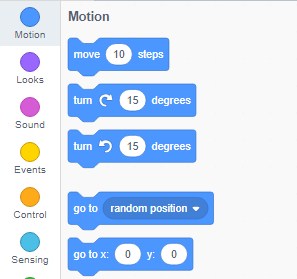 Motion
Looks
Sound
Events
Control
Sensing
Motion
move 10 steps
turn 15 degrees
turn 15 degrees
go to random position
go to x: 0 y: 0